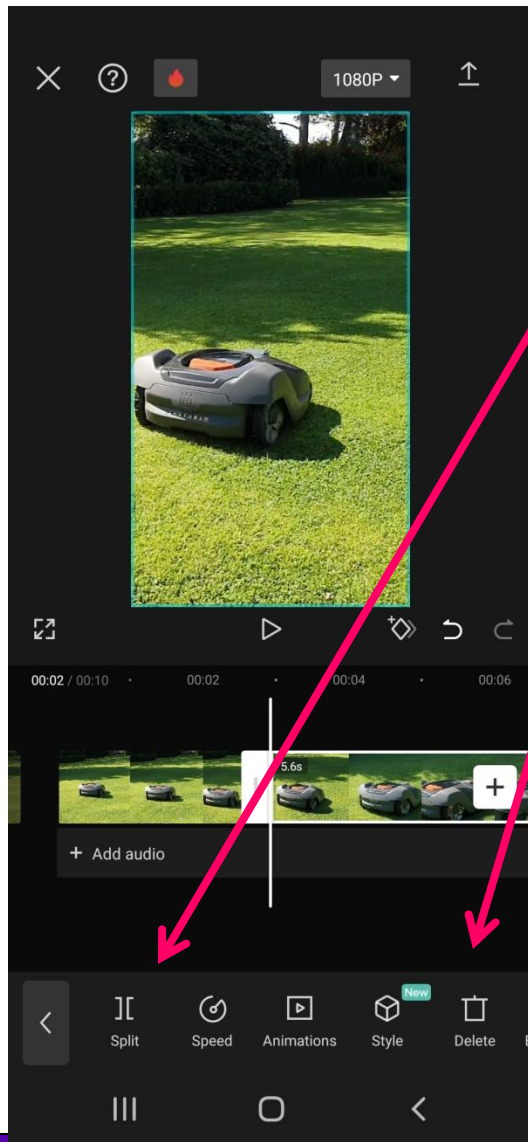 1080P
00:02 / 00:10 00:02 00:04 00:06
5.6s
+ Add audio
New
Split Speed Animations Style Delete